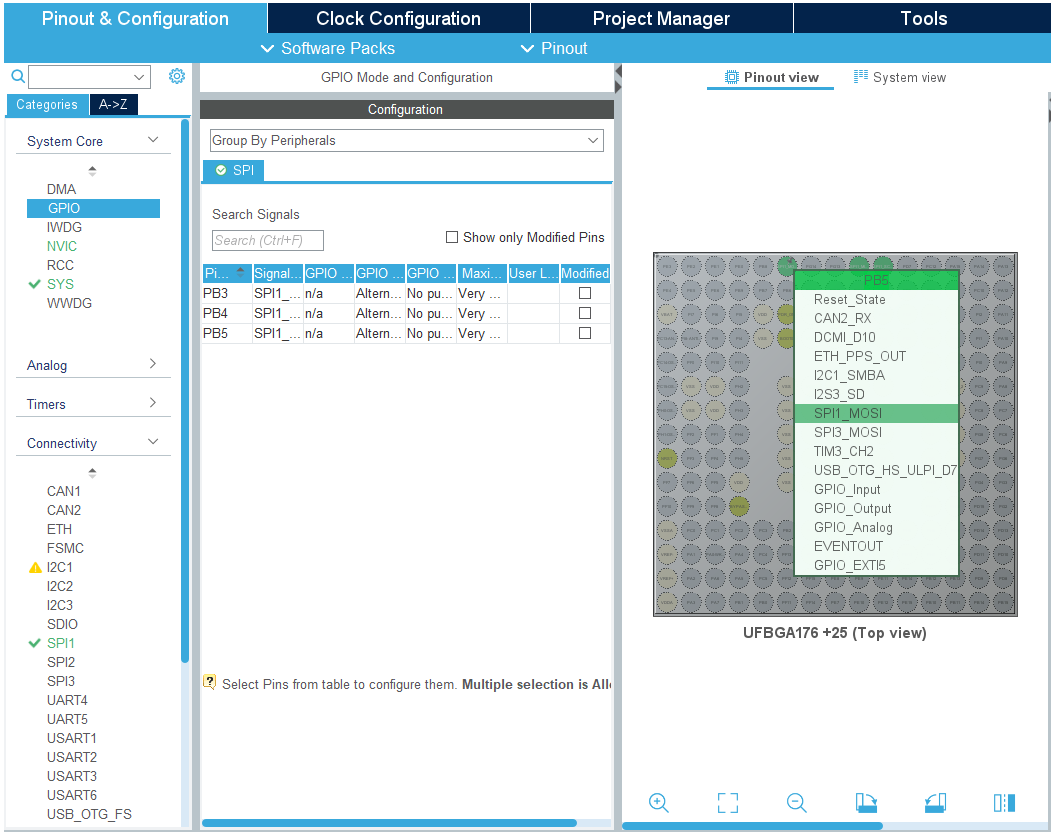 Pinout & Configuration
Clock Configuration
Project Manager
Tools
Software Packs
Pinout
GPIO Mode and Configuration
Pinout view
System view
Categories
A->Z
Configuration
Group By Peripherals
System Core
SPI
DMA
GPIO
IWDG
NVIC
RCC
SYS
WWDG
Search Signals
Search (Ctrl+F)
Show only Modified Pins
Pi... Signal... GPIO ... GPIO ... GPIO ... Maxi... User L... Modified
PB3 SPI1_... n/a Altern... No pu... Very ...
PB4 SPI1_... n/a Altern... No pu... Very ...
PB5 SPI1_... n/a Altern... No pu... Very ...
Analog
Timers
Connectivity
CAN1
CAN2
ETH
FSMC
I2C1
I2C2
I2C3
SDIO
SPI1
SPI2
SPI3
UART4
UART5
USART1
USART2
USART3
USART6
USB_OTG_FS
Select Pins from table to configure them. Multiple selection is Alle
PB5
Reset_State
CAN2_RX
DCMI_D10
ETH_PPS_OUT
I2C1_SMBA
I2S3_SD
SPI1_MOSI
SPI3_MOSI
TIM3_CH2
USB_OTG_HS_ULPI_D7
GPIO_Input
GPIO_Output
GPIO_Analog
EVENTOUT
GPIO_EXTI5
UFBGA176 +25 (Top view)